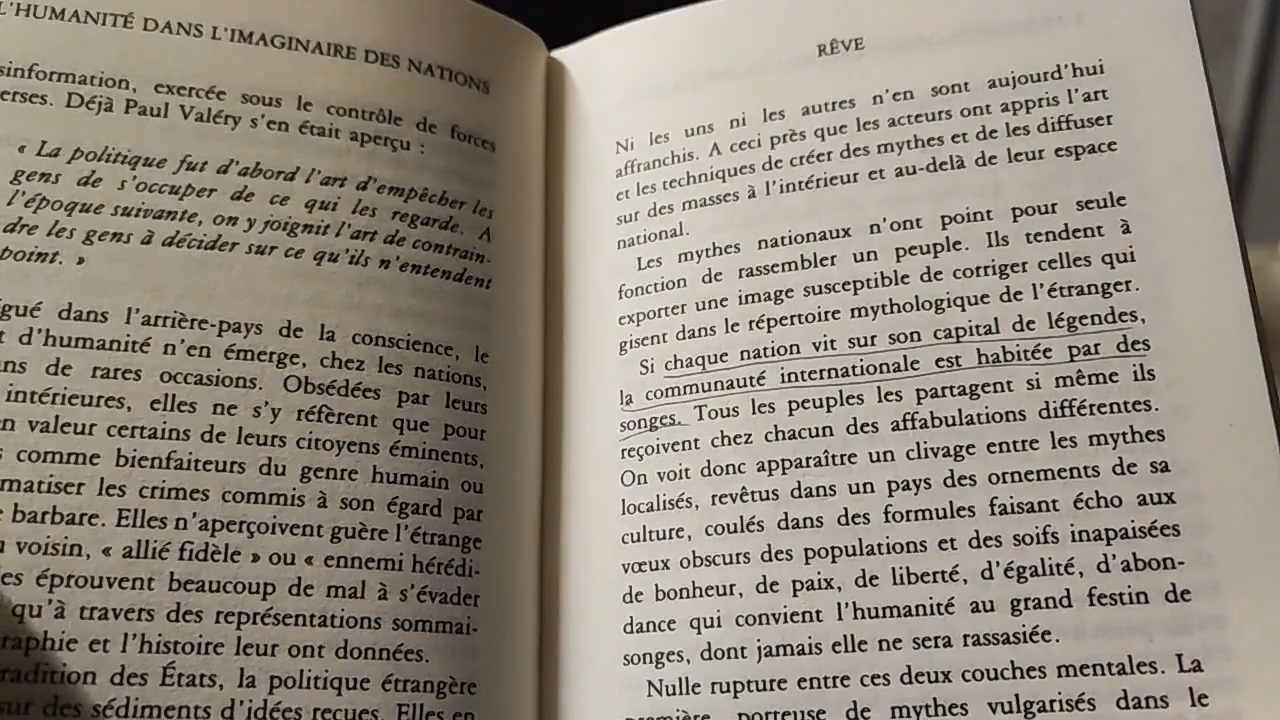 L'HUMANITÉ DANS L'IMAGINAIRE DES NATIONS
sinformation, exercée sous le contrôle de forces
erses. Déjà Paul Valéry s'en était aperçu :
« La politique fut d'abord l'art d'empêcher les
gens de s'occuper de ce qui les regarde. A
l'époque suivante, on y joignit l'art de contrain-
dre les gens à décider sur ce qu'ils n'entendent
point. »
gué dans l'arrière-pays de la conscience, le
t d'humanité n'en émerge, chez les nations,
ns de rares occasions. Obsédées par leurs
intérieures, elles ne s'y réfèrent que pour
n valeur certains de leurs citoyens éminents,
s comme bienfaiteurs du genre humain ou
matiser les crimes commis à son égard par
e barbare. Elles n'aperçoivent guère l'étrange
n voisin, « allié fidèle » ou « ennemi hérédi-
es éprouvent beaucoup de mal à s'évader
qu'à travers des représentations sommai-
raphie et l'histoire leur ont données.
radition des États, la politique étrangère
sur des sédiments d'idées reçues. Elles en
RÊVE
Ni les uns ni les autres n'en sont aujourd'hui
affranchis. A ceci près que les acteurs ont appris l'art
et les techniques de créer des mythes et de les diffuser
sur des masses à l'intérieur et au-delà de leur espace
national.
Les mythes nationaux n'ont point pour seule
fonction de rassembler un peuple. Ils tendent à
exporter une image susceptible de corriger celles qui
gisent dans le répertoire mythologique de l'étranger.
Si chaque nation vit sur son capital de légendes,
la communauté internationale est habitée par des
songes. Tous les peuples les partagent si même ils
reçoivent chez chacun des affabulations différentes.
On voit donc apparaître un clivage entre les mythes
localisés, revêtus dans un pays des ornements de sa
culture, coulés dans des formules faisant écho aux
vœux obscurs des populations et des soifs inapaisées
de bonheur, de paix, de liberté, d'égalité, d'abon-
dance qui convient l'humanité au grand festin de
songes, dont jamais elle ne sera rassasiée.
Nulle rupture entre ces deux couches mentales. La
première, porteuse de mythes vulgarisés dans le